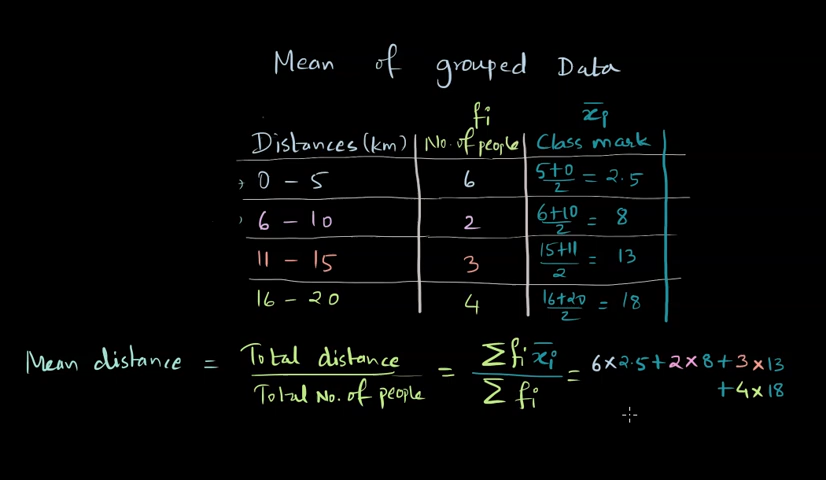 Mean of grouped Data
fi x̄i
Distances (km) No. of people Class mark
0 - 5 6 5+0/2 = 2.5
6 - 10 2 6+10/2 = 8
11 - 15 3 15+11/2 = 13
16 - 20 4 16+20/2 = 18
Mean distance = Total distance/Total No. of people = Σ fi x̄i/Σ fi = 6×2.5+2×8+3×13
+4×18